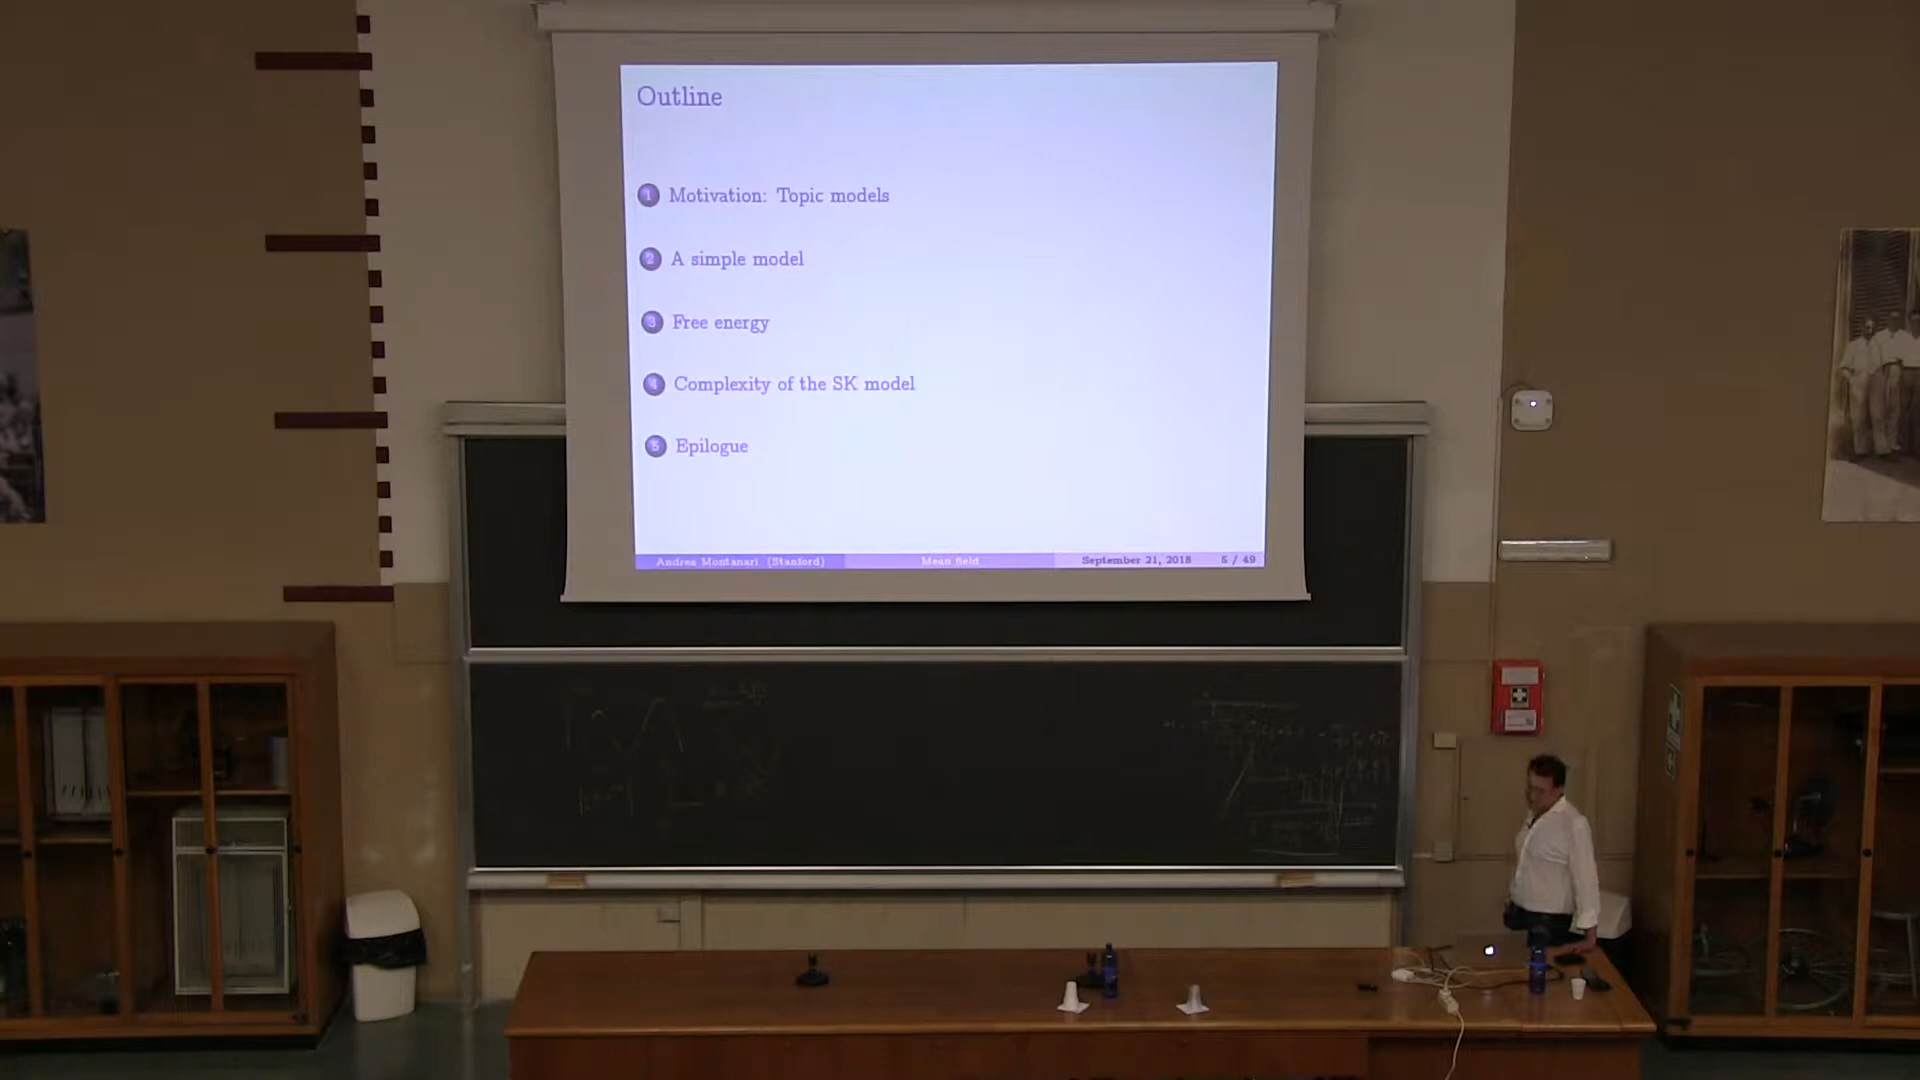 Outline
1 Motivation: Topic models
2 A simple model
3 Free energy
4 Complexity of the SK model
5 Epilogue
Andrea Montanari (Stanford) Mean field September 21, 2018 5 / 49